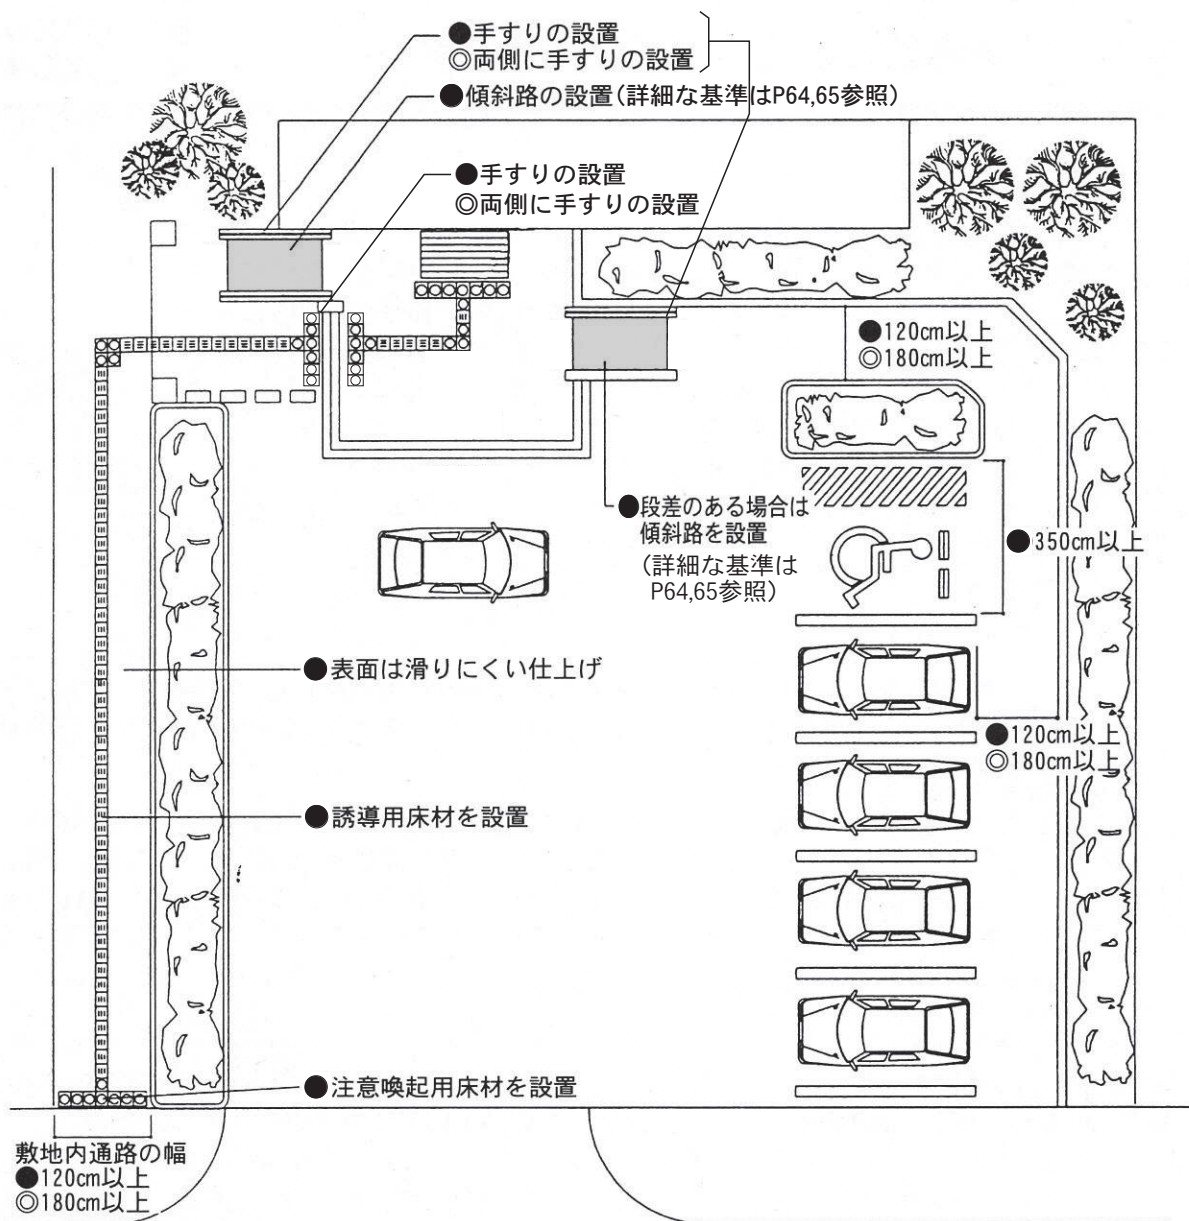 ●手すりの設置
◎両側に手すりの設置
●傾斜路の設置(詳細な基準はP64,65参照)
●手すりの設置
◎両側に手すりの設置
●120cm以上
◎180cm以上
●段差のある場合は
傾斜路を設置
(詳細な基準は
P64,65参照)
●350cm以上
●表面は滑りにくい仕上げ
●120cm以上
◎180cm以上
●誘導用床材を設置
●注意喚起用床材を設置
敷地内通路の幅
●120cm以上
◎180cm以上